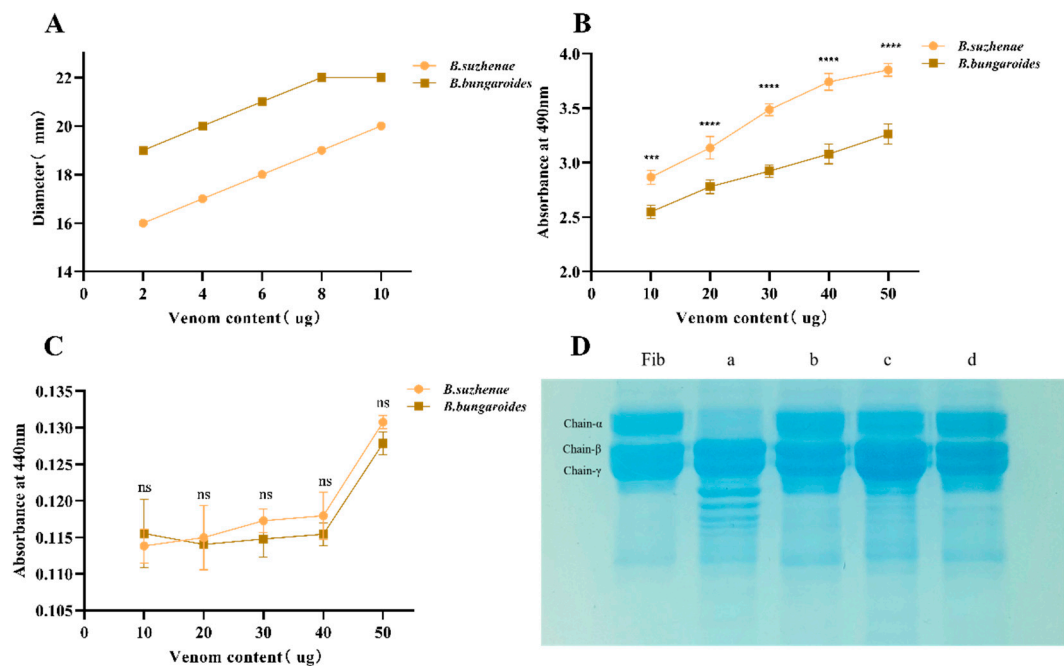 A
B.suzhenae
B.bungaroides
Diameter( mm)
22
20
18
16
14
0
2
4
6
8
10
Venom content( ug)
B
B.suzhenae
B.bungaroides
Absorbance at 490nm
4.0
3.5
3.0
2.5
2.0
***
****
****
****
****
0
10
20
30
40
50
Venom content( ug)
C
B.suzhenae
B.bungaroides
Absorbance at 440nm
0.135
0.130
0.125
0.120
0.115
0.110
0.105
ns
ns
ns
ns
ns
0
10
20
30
40
50
Venom content( ug)
D
Fib a b c d
Chain-α
Chain-β
Chain-γ